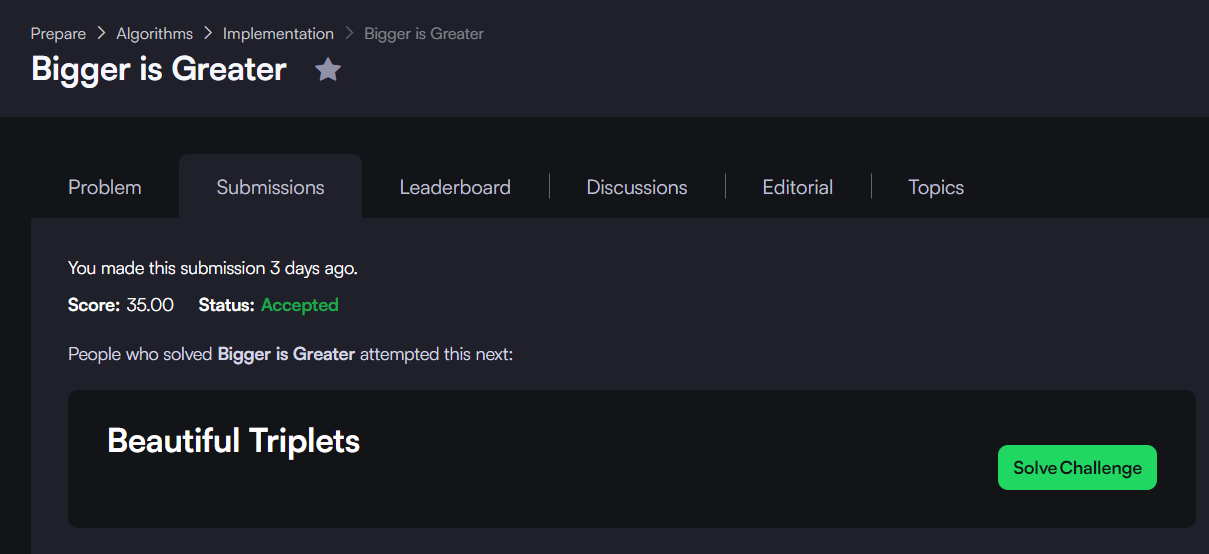 Prepare > Algorithms > Implementation > Bigger is Greater
Bigger is Greater
Problem
Submissions
Leaderboard
Discussions
Editorial
Topics
You made this submission 3 days ago.
Score: 35.00 Status: Accepted
People who solved Bigger is Greater attempted this next:
Beautiful Triplets
Solve Challenge